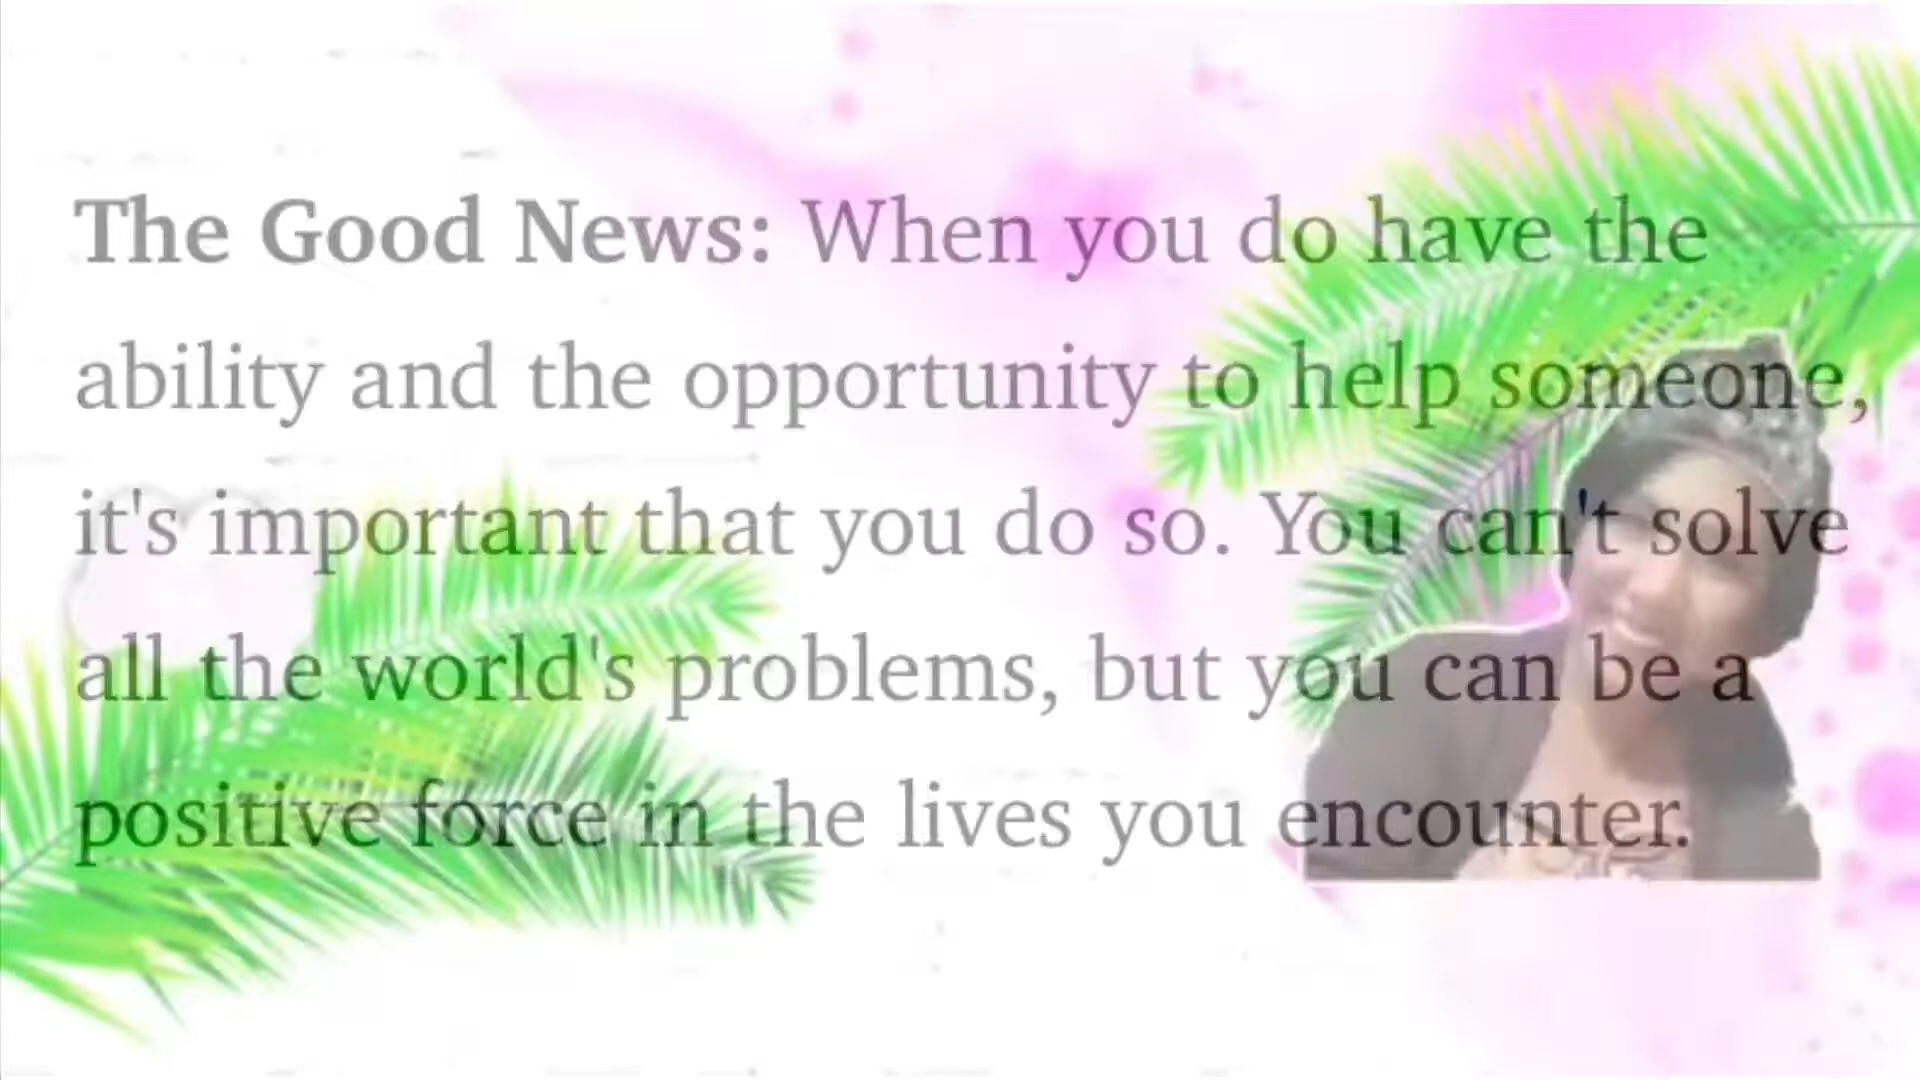 The Good News: When you do have the
ability and the opportunity to help someone,
it's important that you do so. You can't solve
all the world's problems, but you can be a
positive force in the lives you encounter.